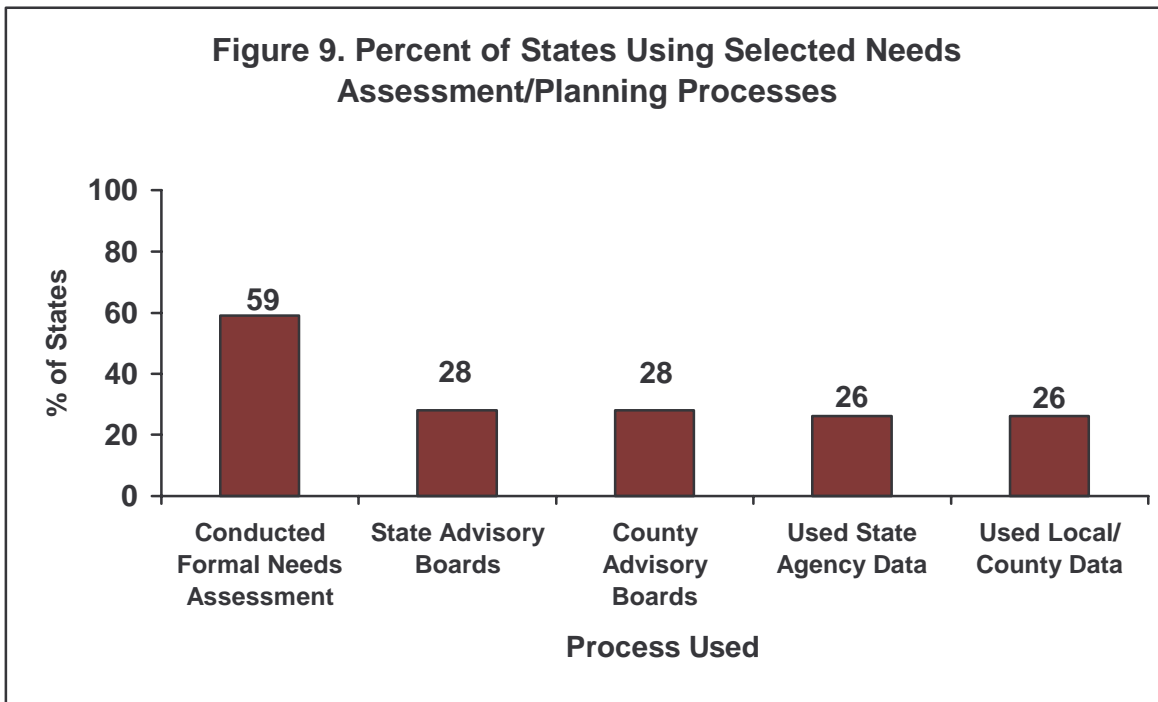 Figure 9. Percent of States Using Selected Needs
Assessment/Planning Processes
100
80
60
40
20
0
% of States
59
28
28
26
26
Conducted
Formal Needs
Assessment
State Advisory
Boards
County
Advisory
Boards
Used State
Agency Data
Used Local/
County Data
Process Used